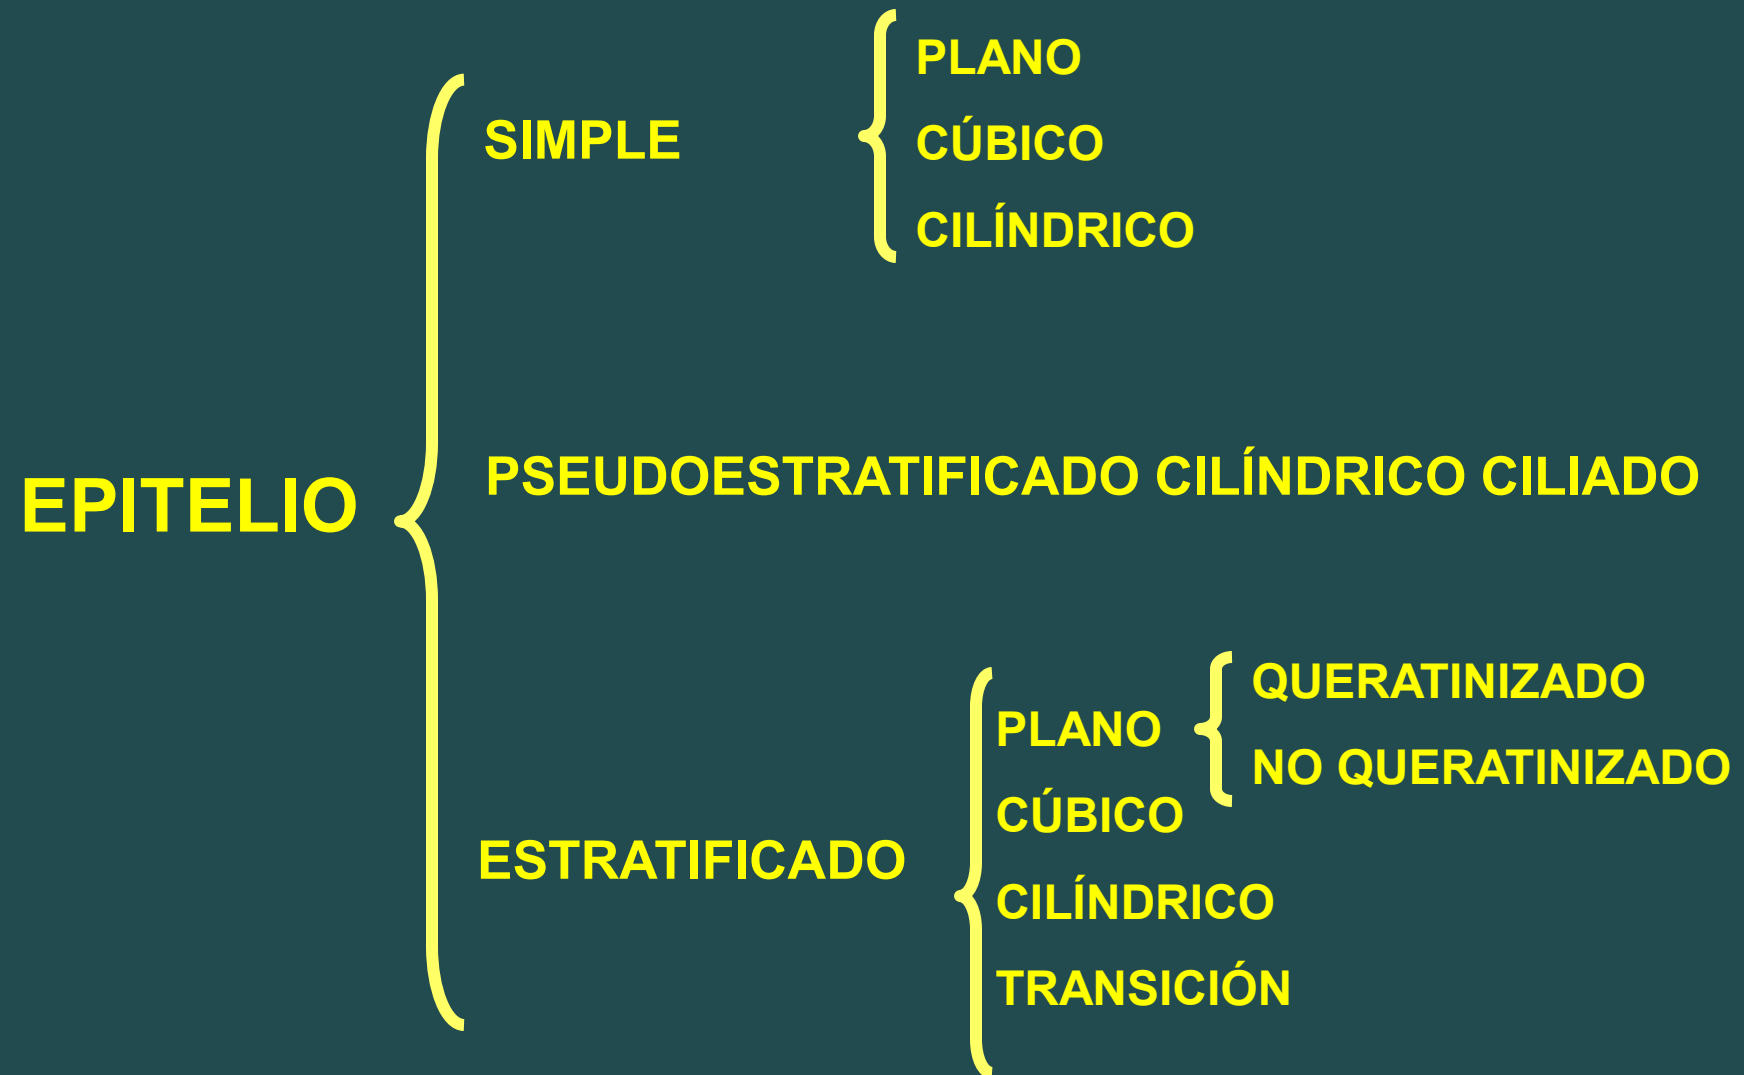 EPITELIO
SIMPLE
PLANO
CÚBICO
CILÍNDRICO
PSEUDOESTRATIFICADO CILÍNDRICO CILIADO
ESTRATIFICADO
PLANO
QUERATINIZADO
NO QUERATINIZADO
CÚBICO
CILÍNDRICO
TRANSICIÓN